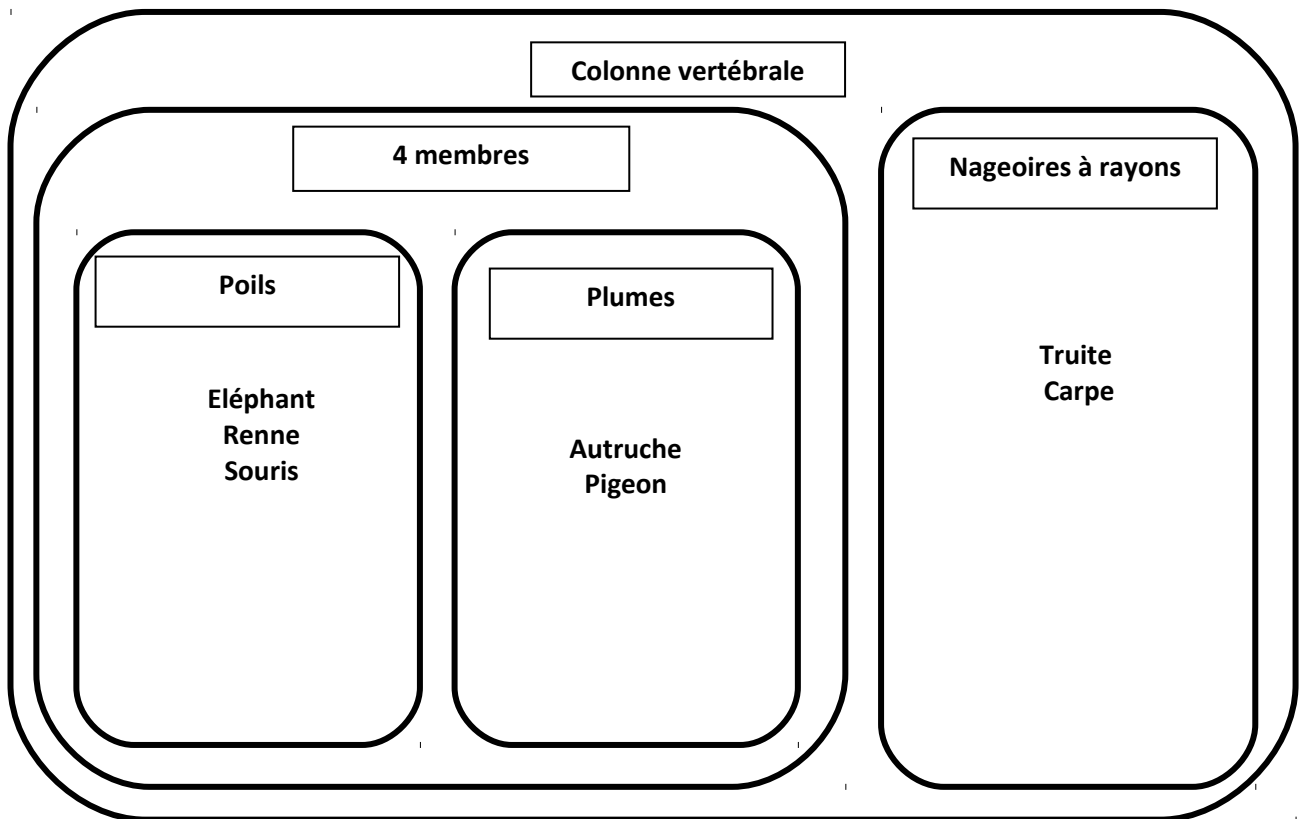 Colonne vertébrale
4 membres
Nageoires à rayons
Poils
Plumes
Eléphant
Renne
Souris
Autruche
Pigeon
Truite
Carpe